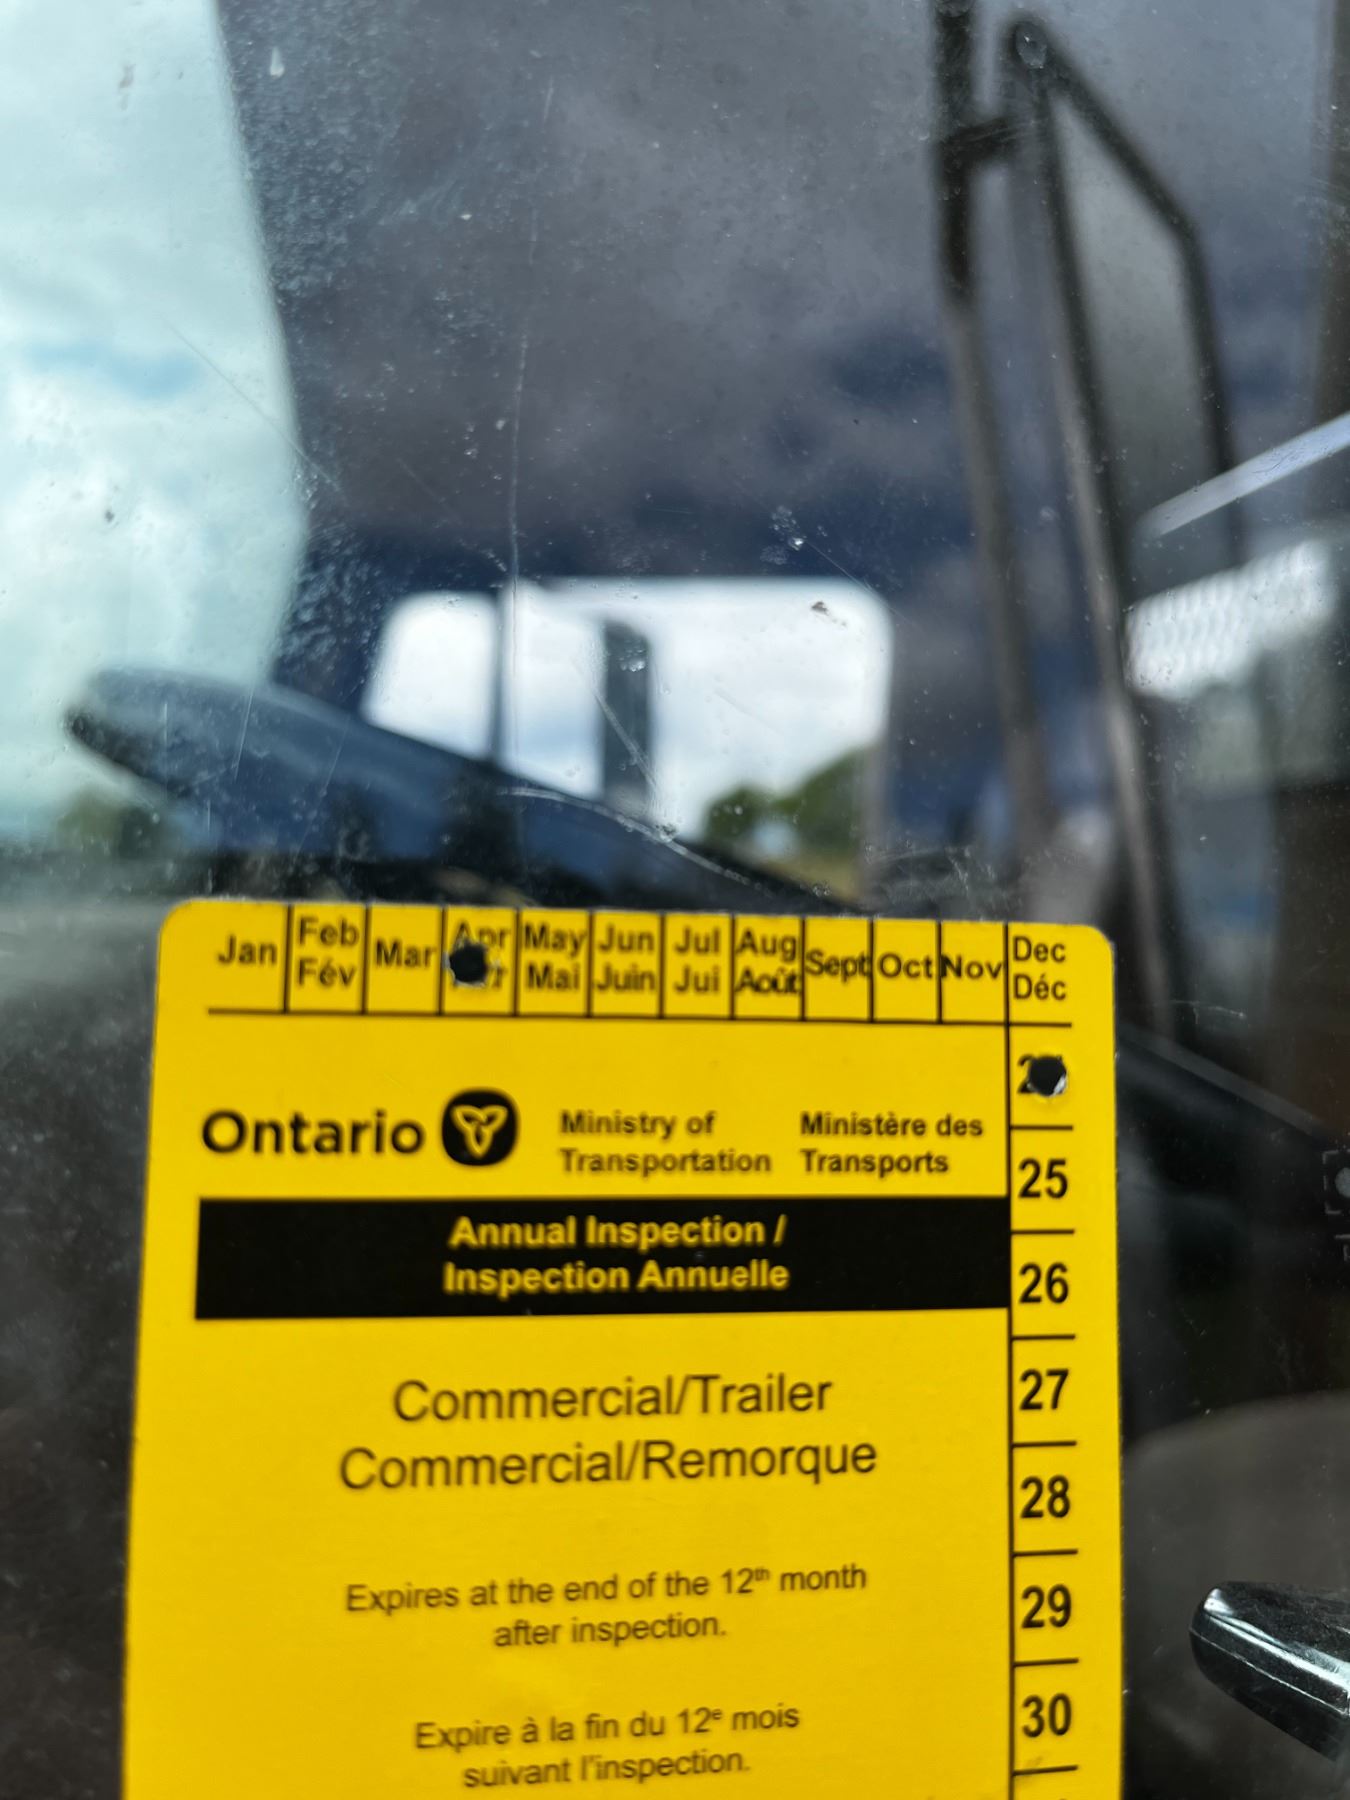 Jan Feb Mar Apr May Jun Jul Aug Sept Oct Nov Dec
Fév Mai Juin Jui Août Déc
Ontario Ministry of Ministère des
Transportation Transports
25
Annual Inspection /
Inspection Annuelle
26
Commercial/Trailer
27
Commercial/Remorque
28
Expires at the end of the 12th month
after inspection.
29
Expire à la fin du 12e mois
30
suivant l'inspection.